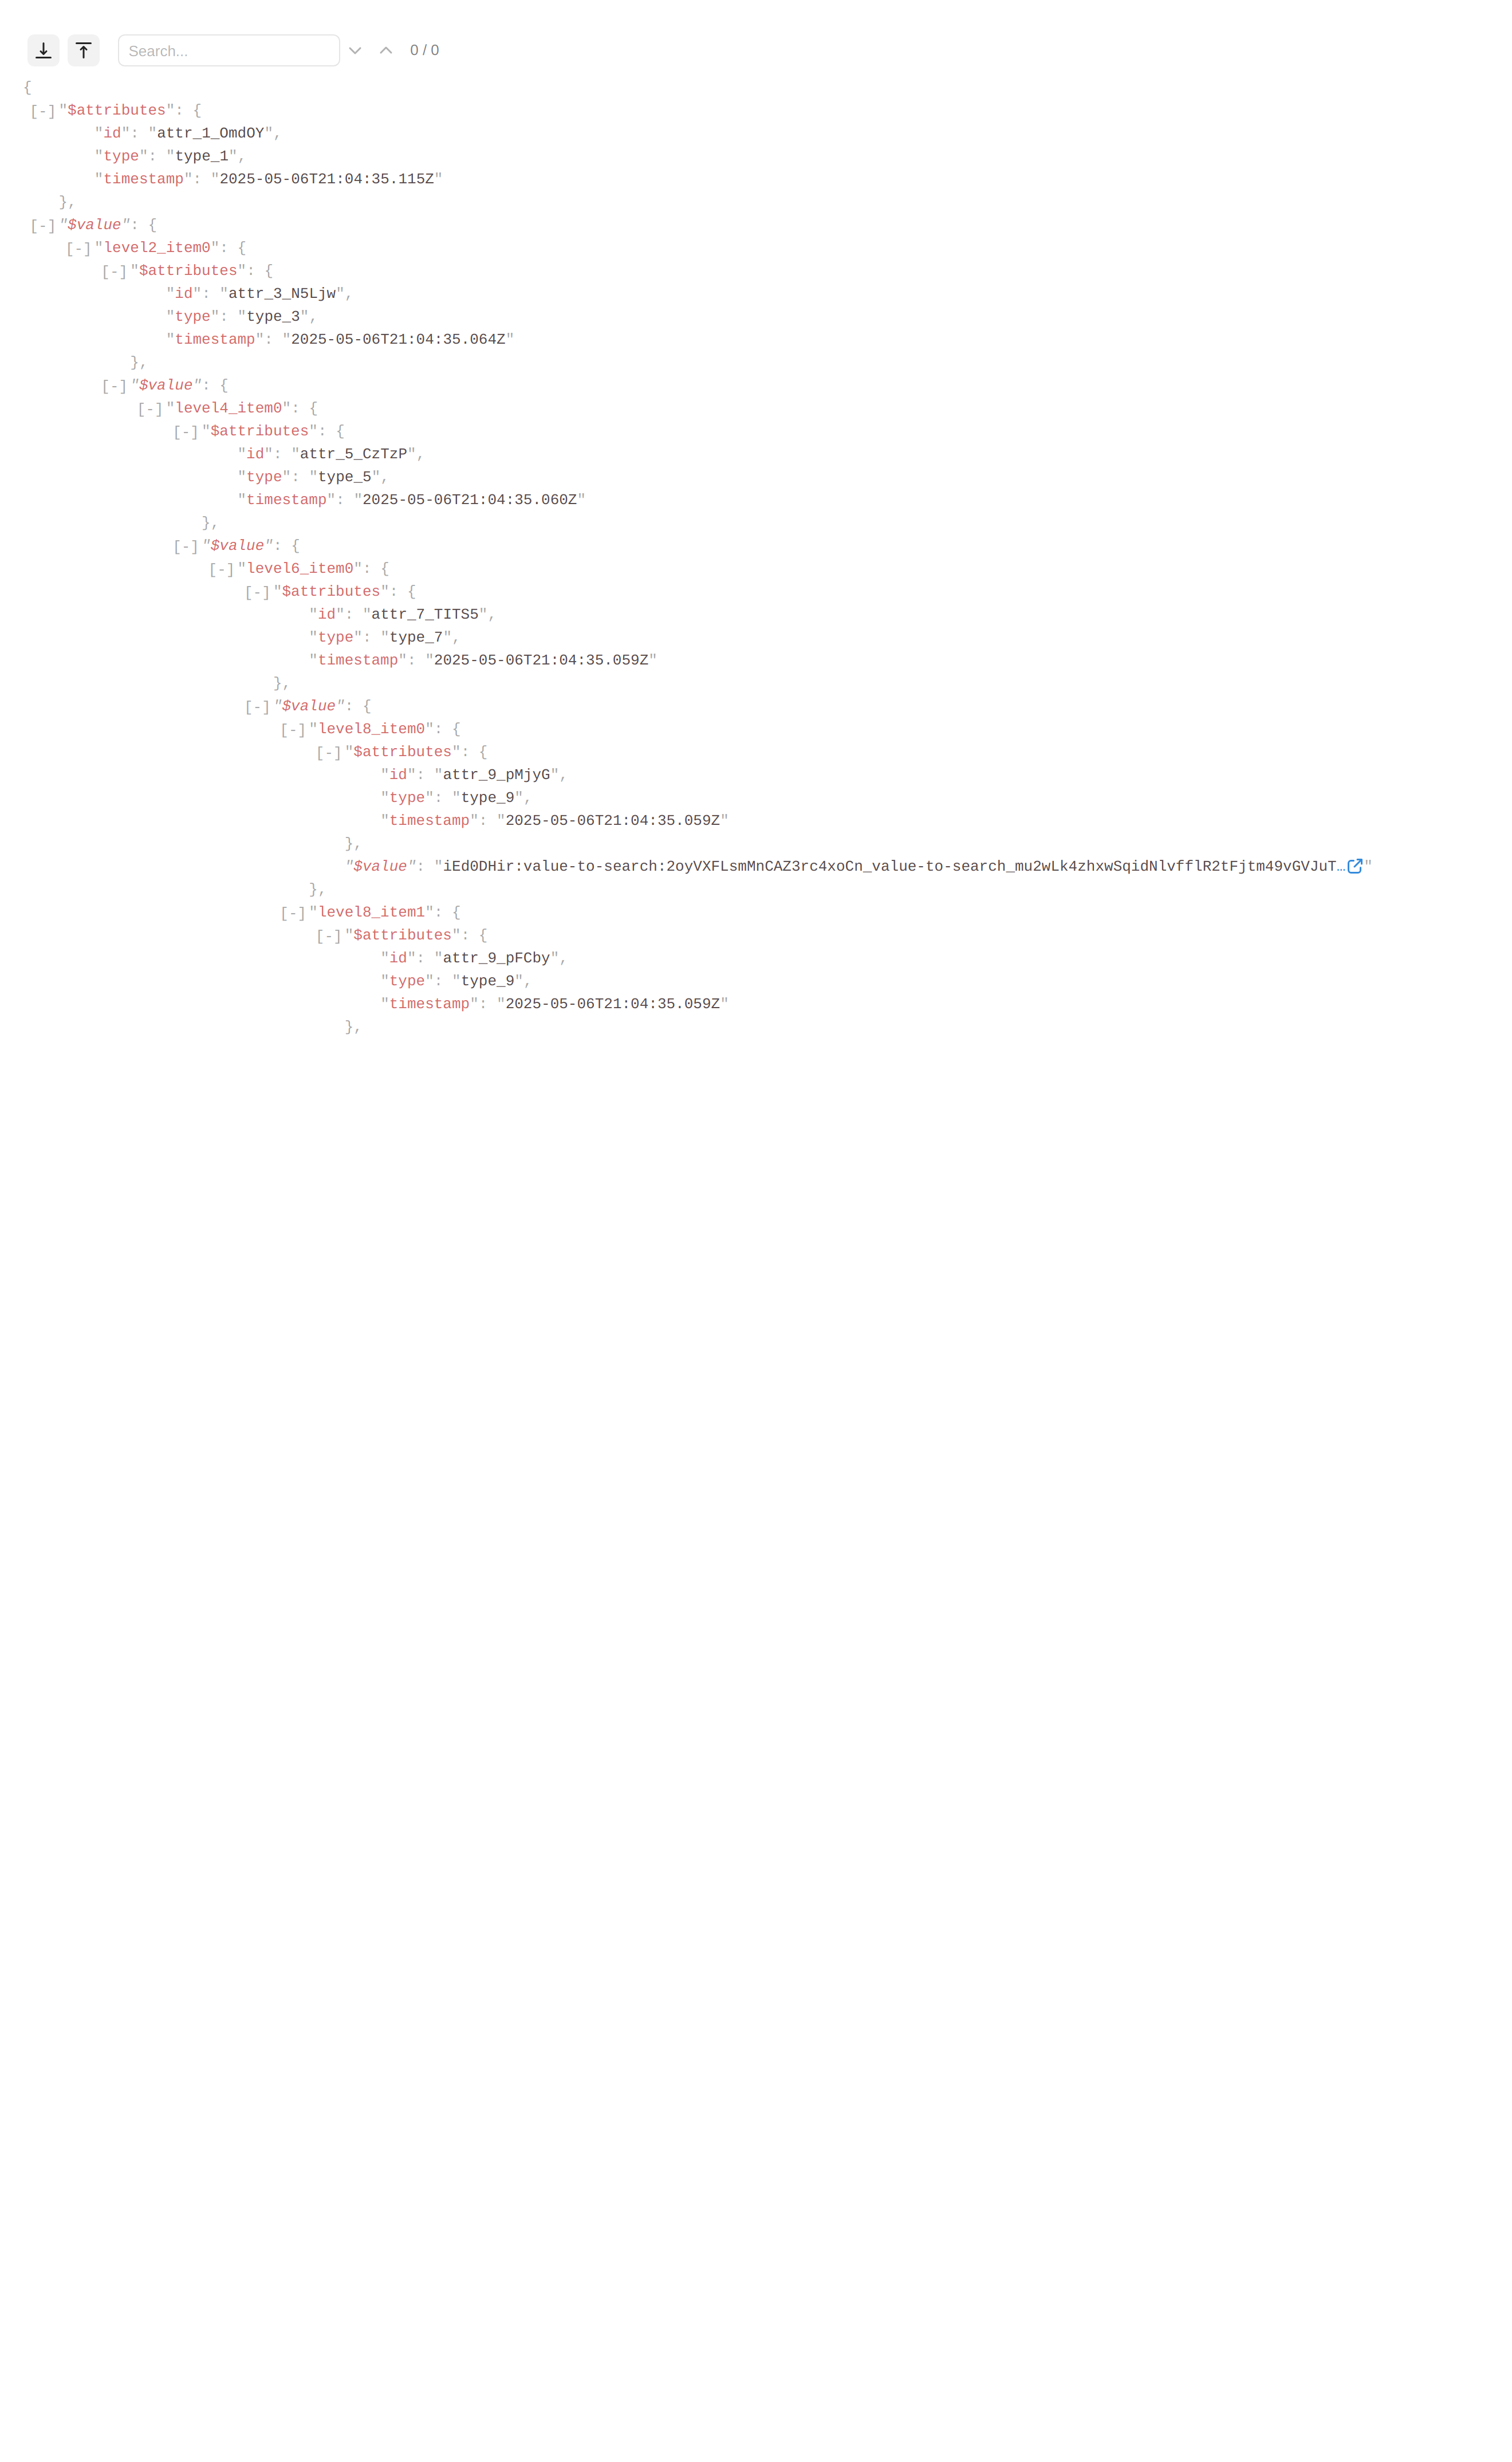 Search... 0 / 0
{
[-]"$attributes": {
"id": "attr_1_OmdOY",
"type": "type_1",
"timestamp": "2025-05-06T21:04:35.115Z"
},
[-]"$value": {
[-]"level2_item0": {
[-]"$attributes": {
"id": "attr_3_N5Ljw",
"type": "type_3",
"timestamp": "2025-05-06T21:04:35.064Z"
},
[-]"$value": {
[-]"level4_item0": {
[-]"$attributes": {
"id": "attr_5_CzTzP",
"type": "type_5",
"timestamp": "2025-05-06T21:04:35.060Z"
},
[-]"$value": {
[-]"level6_item0": {
[-]"$attributes": {
"id": "attr_7_TITS5",
"type": "type_7",
"timestamp": "2025-05-06T21:04:35.059Z"
},
[-]"$value": {
[-]"level8_item0": {
[-]"$attributes": {
"id": "attr_9_pMjyG",
"type": "type_9",
"timestamp": "2025-05-06T21:04:35.059Z"
},
"$value": "iEd0DHir:value-to-search:2oyVXFLsmMnCAZ3rc4xoCn_value-to-search_mu2wLk4zhxwSqidNlvfflR2tFjtm49vGVJuT…"
},
[-]"level8_item1": {
[-]"$attributes": {
"id": "attr_9_pFCby",
"type": "type_9",
"timestamp": "2025-05-06T21:04:35.059Z"
},